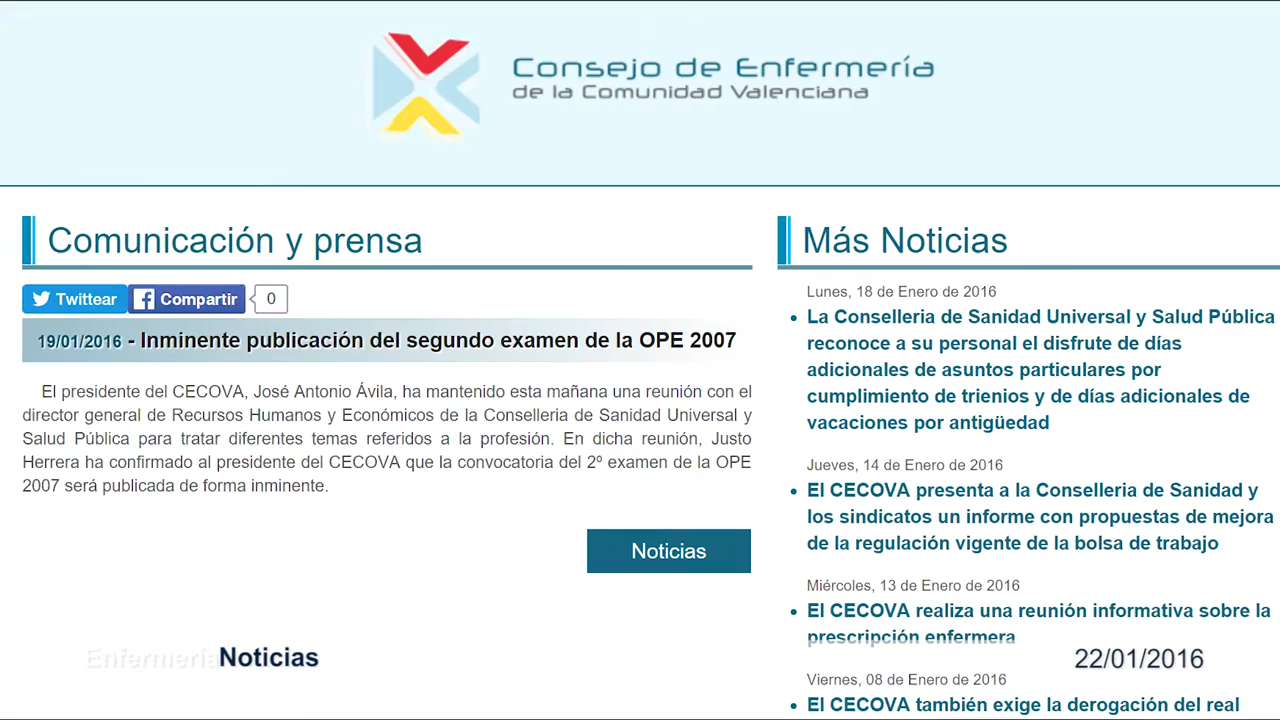 Consejo de Enfermería
de la Comunidad Valenciana
Comunicación y prensa
Twittear
Compartir
0
19/01/2016 - Inminente publicación del segundo examen de la OPE 2007
El presidente del CECOVA, José Antonio Ávila, ha mantenido esta mañana una reunión con el
director general de Recursos Humanos y Económicos de la Conselleria de Sanidad Universal y
Salud Pública para tratar diferentes temas referidos a la profesión. En dicha reunión, Justo
Herrera ha confirmado al presidente del CECOVA que la convocatoria del 2º examen de la OPE
2007 será publicada de forma inminente.
Noticias
Más Noticias
Lunes, 18 de Enero de 2016
La Conselleria de Sanidad Universal y Salud Pública
reconoce a su personal el disfrute de días
adicionales de asuntos particulares por
cumplimiento de trienios y de días adicionales de
vacaciones por antigüedad
Jueves, 14 de Enero de 2016
El CECOVA presenta a la Conselleria de Sanidad y
los sindicatos un informe con propuestas de mejora
de la regulación vigente de la bolsa de trabajo
Miércoles, 13 de Enero de 2016
El CECOVA realiza una reunión informativa sobre la
prescripción enfermera
Viernes, 08 de Enero de 2016
El CECOVA también exige la derogación del real
EnfermeríaNoticias
22/01/2016